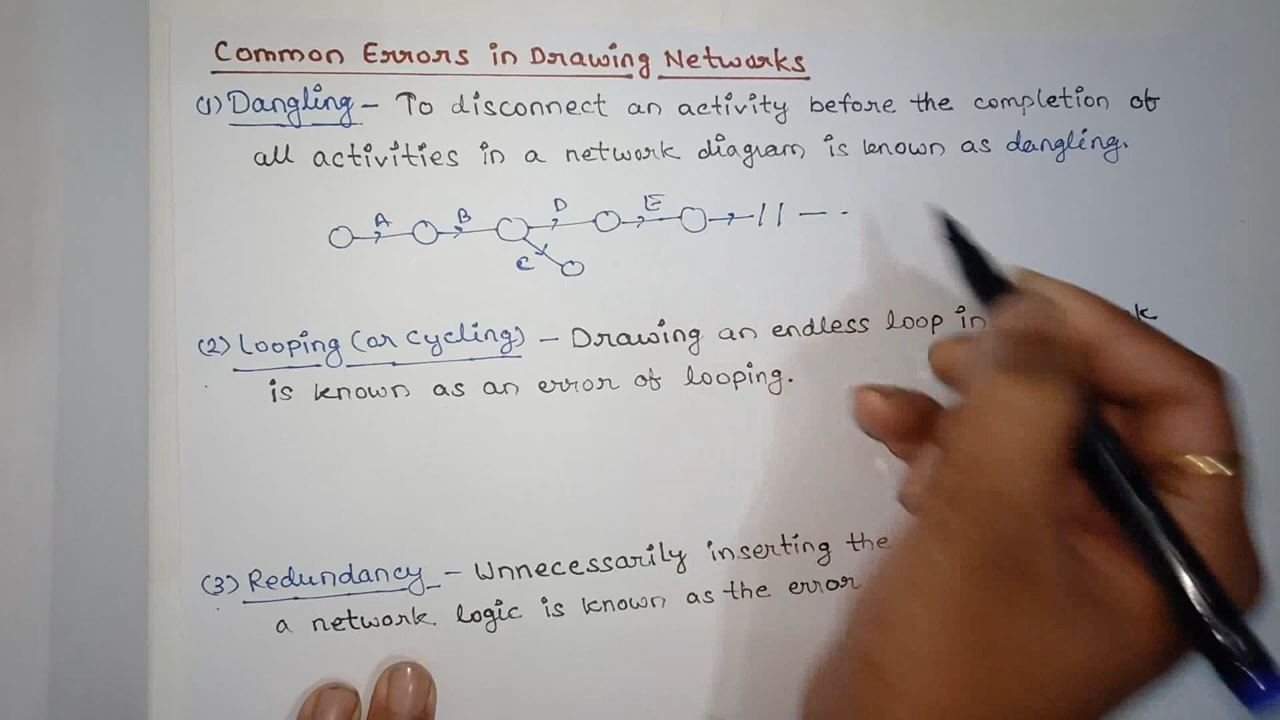 Common Errors in Drawing Networks
(1) Dangling - To disconnect an activity before the completion of
all activities in a network diagram is known as dangling.
A B D E
C
(2) Looping (or cycling) - Drawing an endless loop in
is known as an error of looping.
(3) Redundancy - Unnecessarily inserting the
a network logic is known as the error